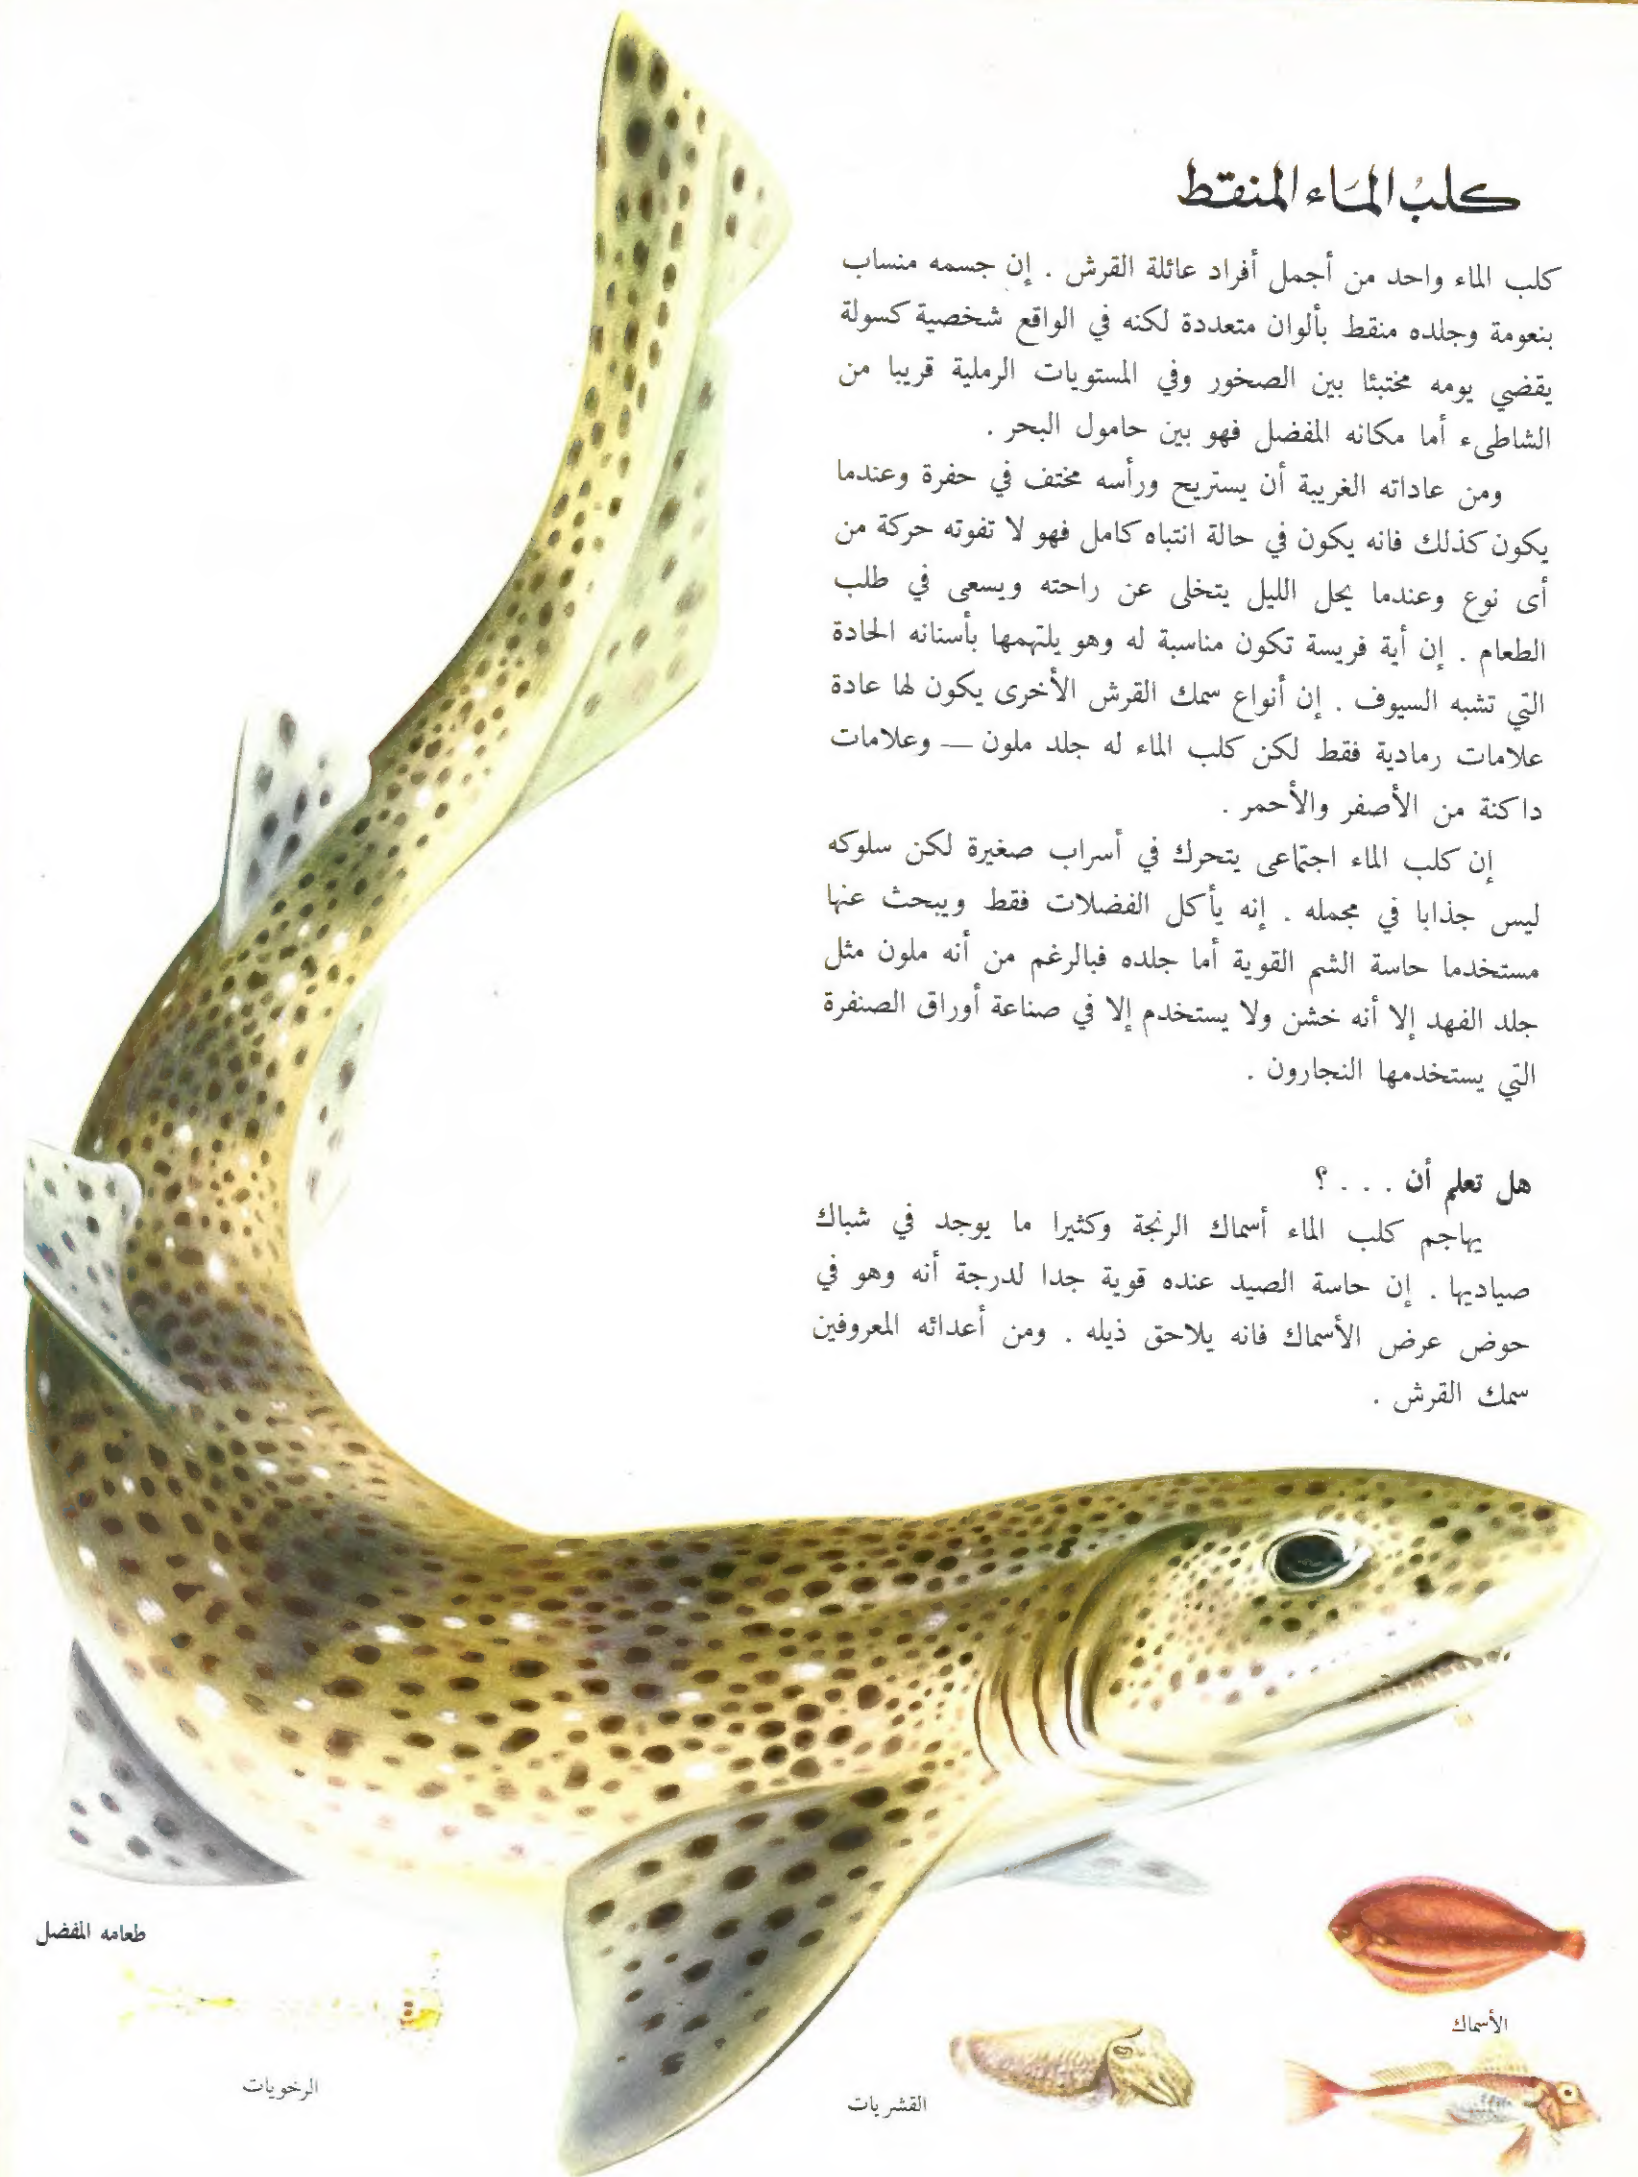 كلبُ المَاء المنقط
كلب الماء واحد من أجمل أفراد عائلة القرش . إن جسمه منساب
بنعومة وجلده منقط بألوان متعددة لكنه في الواقع شخصية كسولة
يقضي يومه مختبئا بين الصخور وفي المستويات الرملية قريبا من
الشاطىء أما مكانه المفضل فهو بين حامول البحر .
ومن عاداته الغريبة أن يستريح ورأسه مختف في حفرة وعندما
يكون كذلك فانه يكون في حالة انتباه كامل فهو لا تفوته حركة من
أى نوع وعندما يحل الليل يتخلى عن راحته ويسعى في طلب
الطعام . إن أية فريسة تكون مناسبة له وهو يلتهمها بأسنانه الحادة
التي تشبه السيوف . إن أنواع سمك القرش الأخرى يكون لها عادة
علامات رمادية فقط لكن كلب الماء له جلد ملون — وعلامات
داكنة من الأصفر والأحمر .
إن كلب الماء اجتماعى يتحرك في أسراب صغيرة لكن سلوكه
ليس جذابا في مجمله . إنه يأكل الفضلات فقط ويبحث عنها
مستخدما حاسة الشم القوية أما جلده فبالرغم من أنه ملون مثل
جلد الفهد إلا أنه خشن ولا يستخدم إلا في صناعة أوراق الصنفرة
التي يستخدمها النجارون .
هل تعلم أن . . . ؟
يهاجم كلب الماء أسماك الرنجة وكثيرا ما يوجد في شباك
صياديها . إن حاسة الصيد عنده قوية جدا لدرجة أنه وهو في
حوض عرض الأسماك فانه يلاحق ذيله . ومن أعدائه المعروفين
سمك القرش .
طعامه المفضل
الأسماك
القشريات
الرخويات